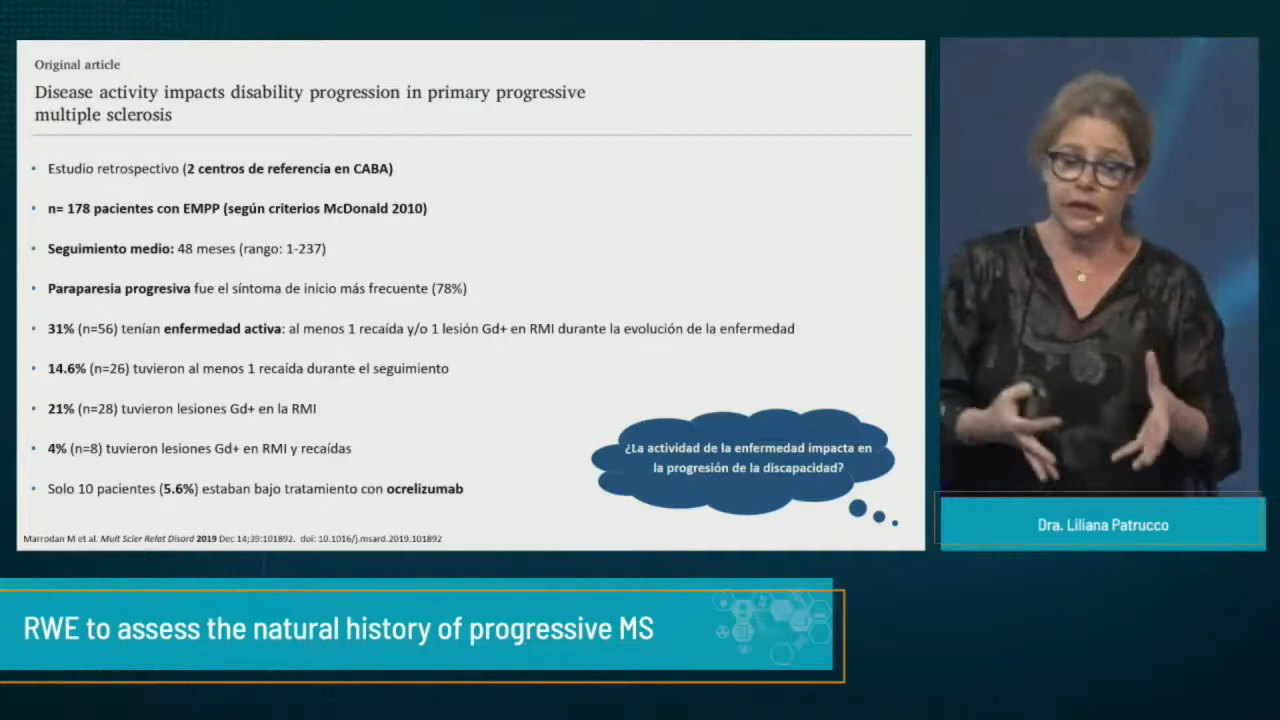 Original article
Disease activity impacts disability progression in primary progressive
multiple sclerosis
Estudio retrospectivo (2 centros de referencia en CABA)
n= 178 pacientes con EMPP (según criterios McDonald 2010)
Seguimiento medio: 48 meses (rango: 1-237)
Paraparesia progresiva fue el síntoma de inicio más frecuente (78%)
31% (n=56) tenían enfermedad activa: al menos 1 recaída y/o 1 lesión Gd+ en RMI durante la evolución de la enfermedad
14.6% (n=26) tuvieron al menos 1 recaída durante el seguimiento
21% (n=28) tuvieron lesiones Gd+ en la RMI
4% (n=8) tuvieron lesiones Gd+ en RMI y recaídas
Solo 10 pacientes (5.6%) estaban bajo tratamiento con ocrelizumab
¿La actividad de la enfermedad impacta en
la progresión de la discapacidad?
Marrodan M et al. Mult Scler Relat Disord 2019 Dec 14;39:101892. doi: 10.1016/j.msard.2019.101892
Dra. Liliana Patrucco
RWE to assess the natural history of progressive MS